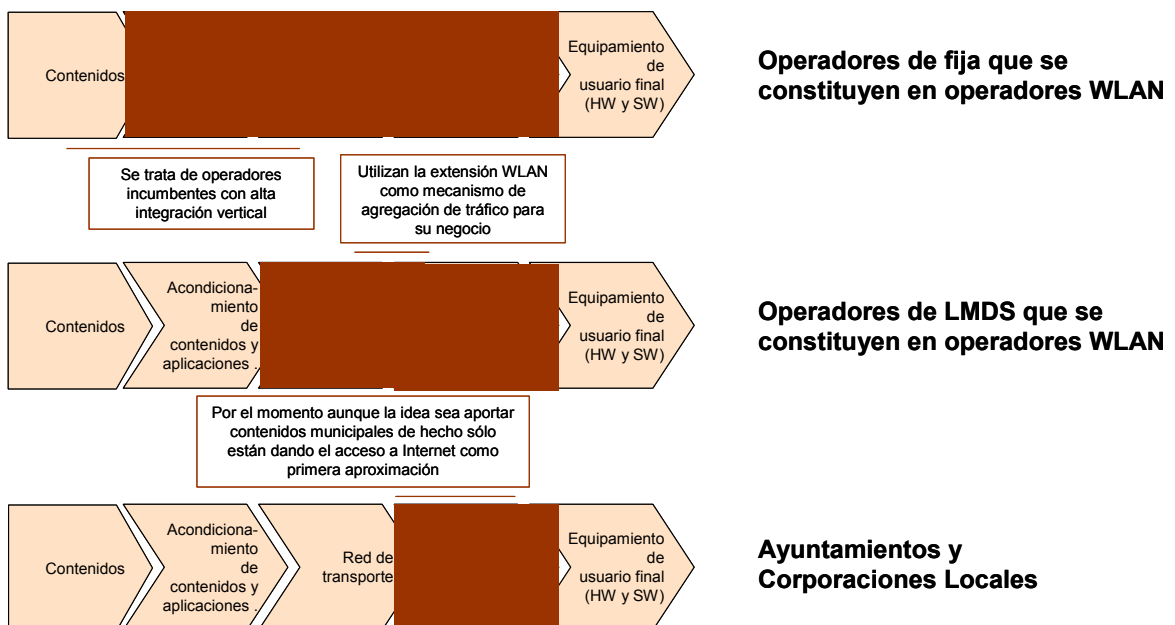 Contenidos
Equipamiento
de
usuario final
(HW y SW)
Operadores de fija que se
constituyen en operadores WLAN
Se trata de operadores
incumbentes con alta
integración vertical
Utilizan la extensión WLAN
como mecanismo de
agregación de tráfico para
su negocio
Contenidos
Acondiciona-
miento
de
contenidos y
aplicaciones .
Equipamiento
de
usuario final
(HW y SW)
Operadores de LMDS que se
constituyen en operadores WLAN
Por el momento aunque la idea sea aportar
contenidos municipales de hecho sólo
están dando el acceso a Internet como
primera aproximación
Contenidos
Acondiciona-
miento
de
contenidos y
aplicaciones .
Red de
transporte
Equipamiento
de
usuario final
(HW y SW)
Ayuntamientos y
Corporaciones Locales